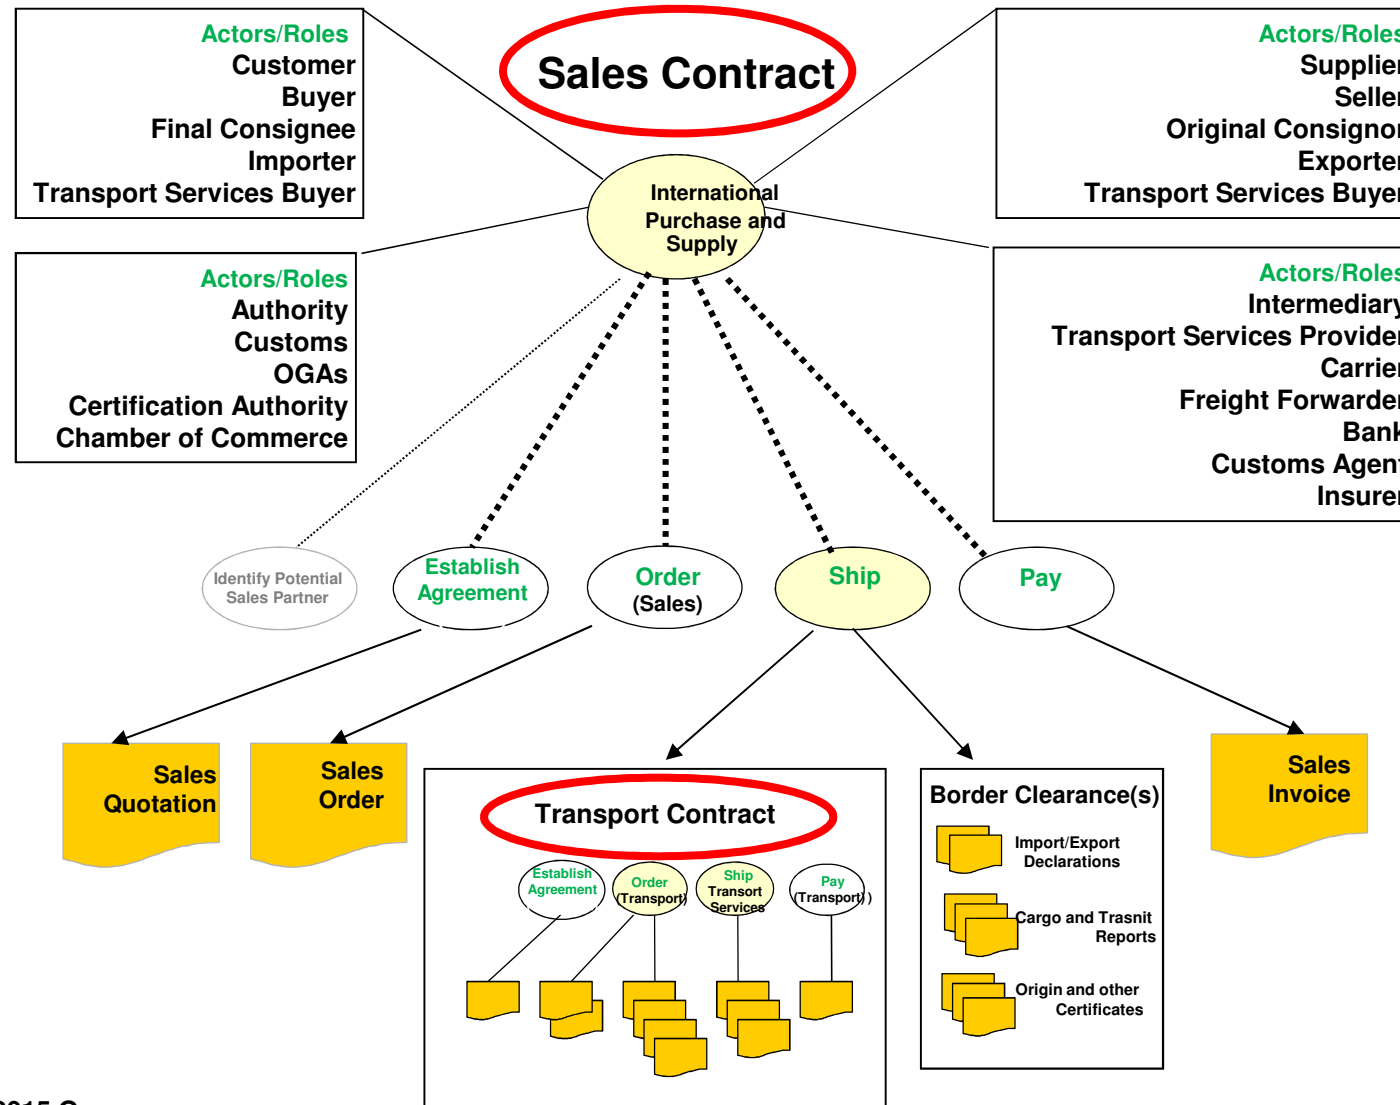 Actors/Roles
Customer
Buyer
Final Consignee
Importer
Transport Services Buyer
Sales Contract
Actors/Roles
Supplier
Seller
Original Consignor
Exporter
Transport Services Buyer
International
Purchase and
Supply
Actors/Roles
Authority
Customs
OGAs
Certification Authority
Chamber of Commerce
Actors/Roles
Intermediary
Transport Services Provider
Carrier
Freight Forwarder
Bank
Customs Agent
Insurer
Identify Potential
Sales Partner
Establish
Agreement
Order
(Sales)
Ship
Pay
Sales
Quotation
Sales
Order
Transport Contract
Establish
Agreement
Order
(Transport)
Ship
Transort
Services
Pay
(Transport))
Border Clearance(s)
Import/Export
Declarations
Cargo and Trasnit
Reports
Origin and other
Certificates
Sales
Invoice